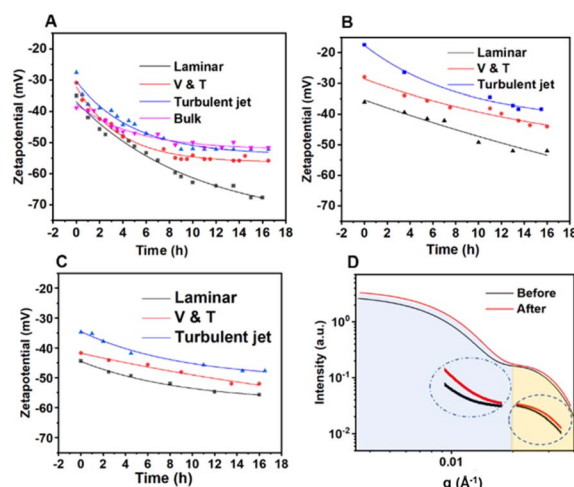 A
Zetapotential (mV)
-20
-30
-40
-50
-60
-70
Laminar
V & T
Turbulent jet
Bulk
0 2 4 6 8 10 12 14 16 18
Time (h)
B
Zetapotential (mV)
-10
-20
-30
-40
-50
-60
-70
Laminar
V & T
Turbulent jet
0 2 4 6 8 10 12 14 16 18
Time (h)
C
Zetapotential (mV)
-20
-30
-40
-50
-60
-70
Laminar
V & T
Turbulent jet
0 2 4 6 8 10 12 14 16 18
Time (h)
D
Intensity (a.u.)
10⁰
10⁻¹
10⁻²
Before
After
0.01
q (Å⁻¹)